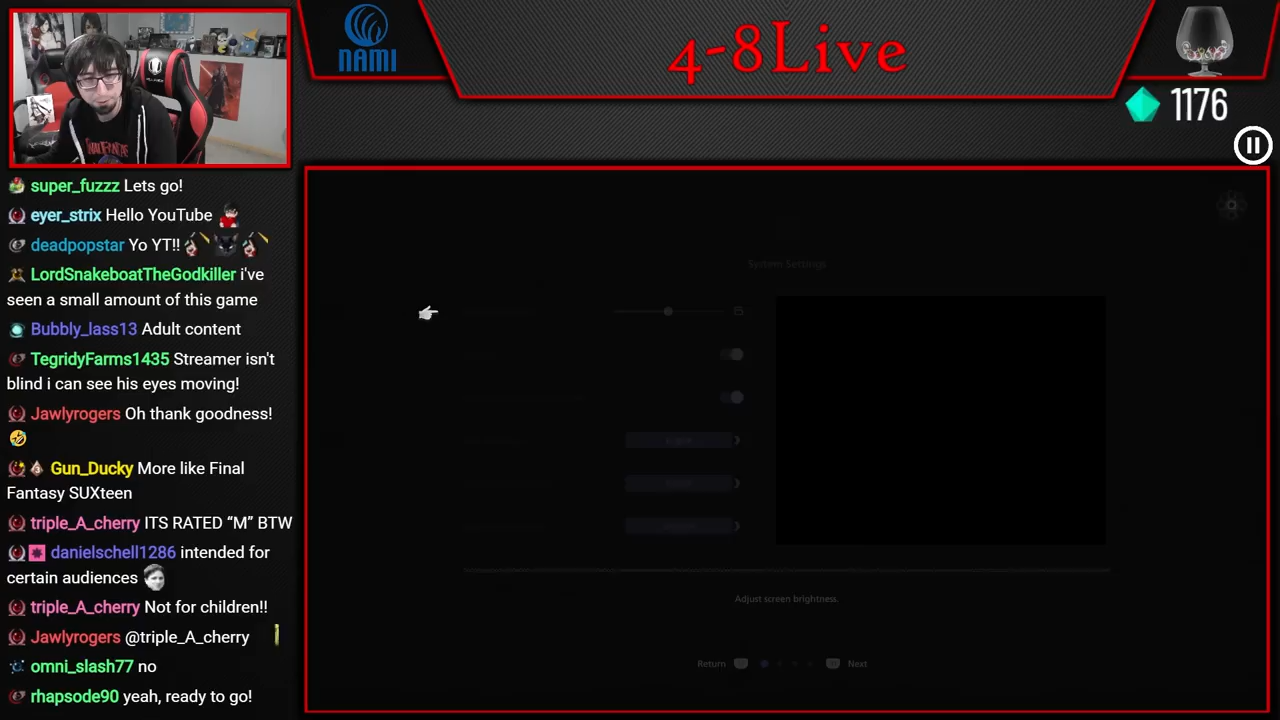 NAMI
4-8Live
1176
super_fuzzz Lets go!
eyer_strix Hello YouTube
deadpopstar Yo YT!!
LordSnakeboatTheGodkiller i've
seen a small amount of this game
Bubbly_lass13 Adult content
TegridyFarms1435 Streamer isn't
blind i can see his eyes moving!
Jawlyrogers Oh thank goodness!
Gun_Ducky More like Final
Fantasy SUXteen
triple_A_cherry ITS RATED “M” BTW
danielschell1286 intended for
certain audiences
triple_A_cherry Not for children!!
Jawlyrogers @triple_A_cherry
omni_slash77 no
rhapsode90 yeah, ready to go!
System Settings
Adjust screen brightness.
Return
Next